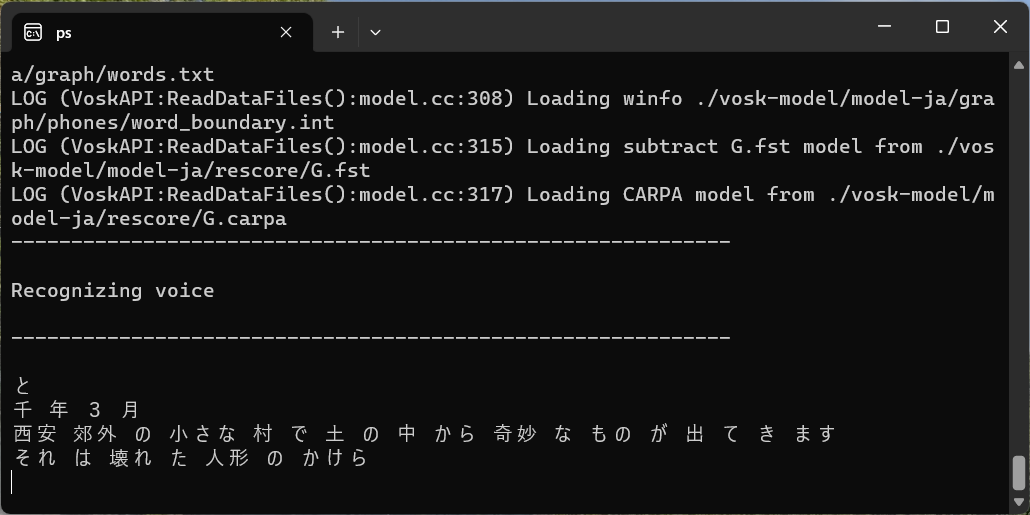 ps
a/graph/words.txt
LOG (VoskAPI:ReadDataFiles():model.cc:308) Loading winfo ./vosk-model/model-ja/gra
ph/phones/word_boundary.int
LOG (VoskAPI:ReadDataFiles():model.cc:315) Loading subtract G.fst model from ./vos
k-model/model-ja/rescore/G.fst
LOG (VoskAPI:ReadDataFiles():model.cc:317) Loading CARPA model from ./vosk-model/m
odel-ja/rescore/G.carpa
------------------------------------------------------------
Recognizing voice
------------------------------------------------------------
と
千 年 3 月
西安 郊外 の 小さな 村 で 土 の 中 から 奇妙 な もの が 出 て き ます
それ は 壊れ た 人形 の かけら